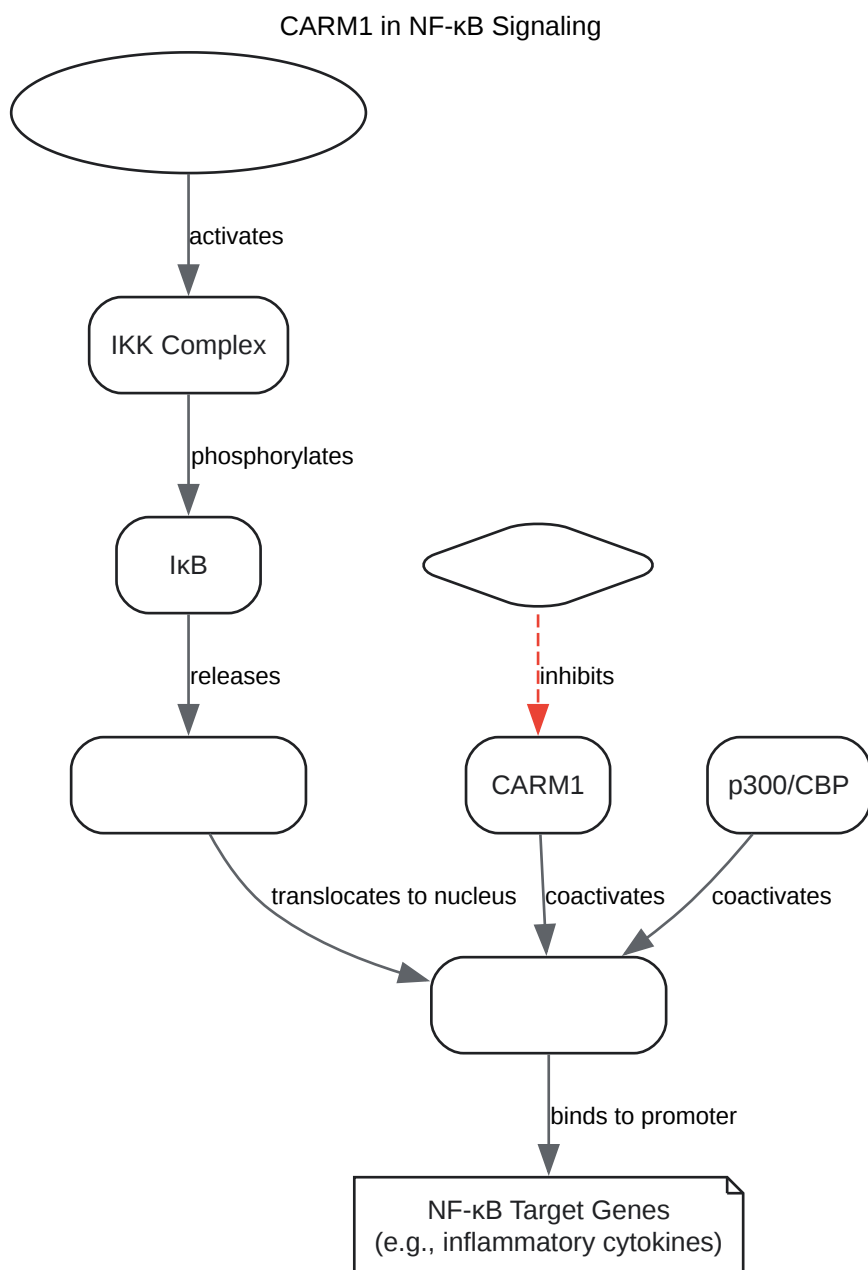 CARM1 in NF-κB Signaling
activates
IKK Complex
phosphorylates
IκB
inhibits
releases
CARM1
p300/CBP
translocates to nucleus
coactivates
coactivates
binds to promoter
NF-κB Target Genes
(e.g., inflammatory cytokines)